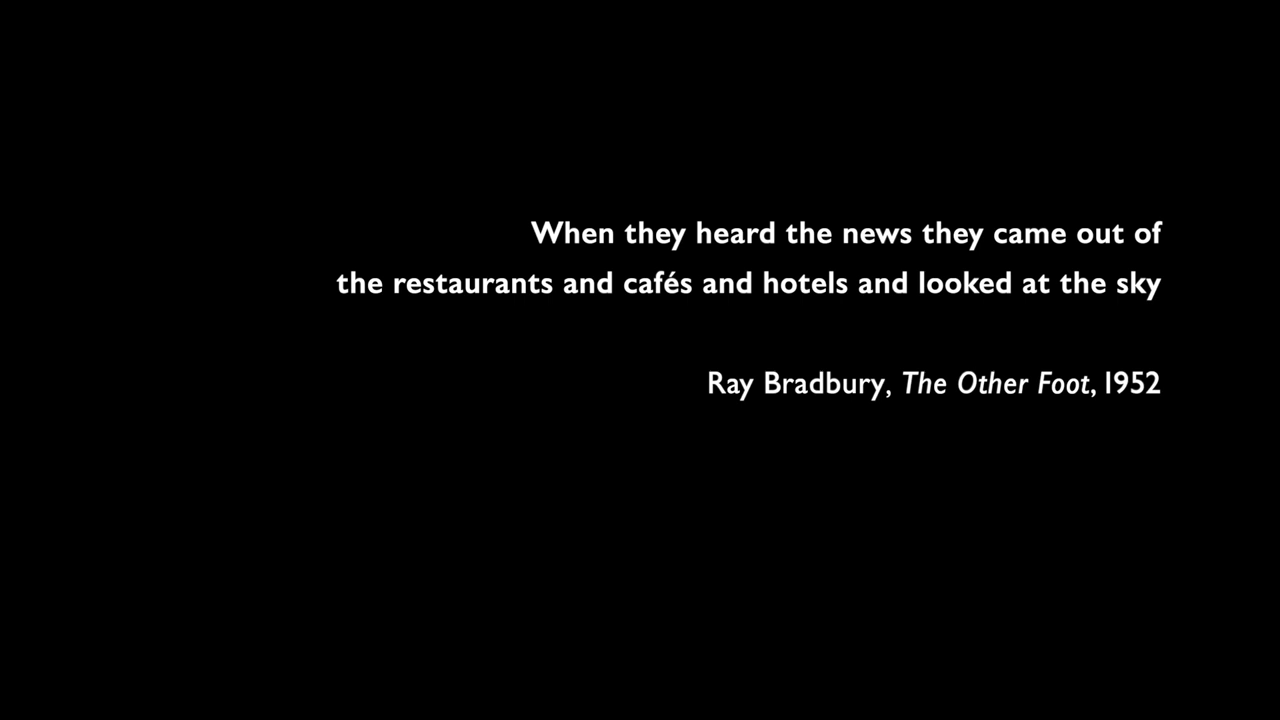 When they heard the news they came out of
the restaurants and cafés and hotels and looked at the sky
Ray Bradbury, The Other Foot, 1952